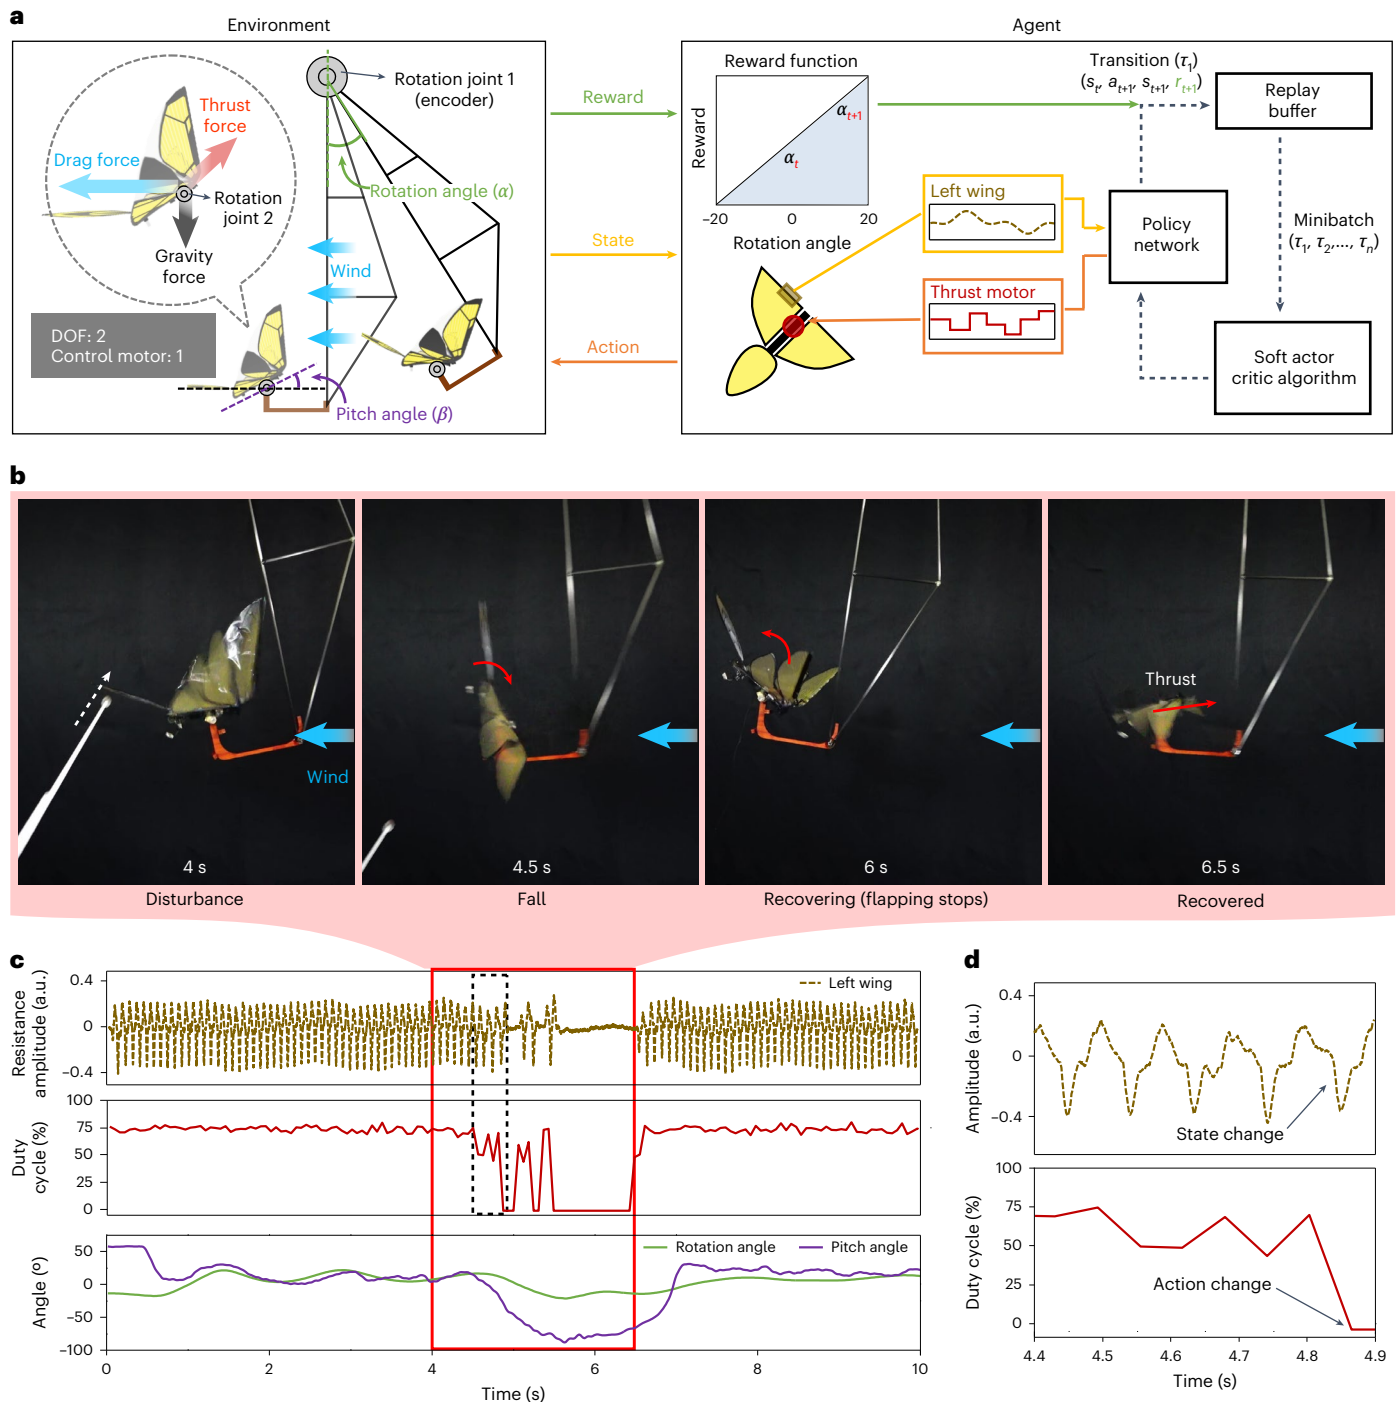 a
Environment
Agent
Rotation joint 1
(encoder)
Thrust
force
Drag force
Rotation
joint 2
Gravity
force
Rotation angle (α)
Wind
DOF: 2
Control motor: 1
Pitch angle (β)
Reward
State
Action
Reward function
Reward
α t+1
α t
–20
0
20
Rotation angle
Left wing
Thrust motor
Transition (τ1)
(st, at+1, st+1, rt+1)
Replay
buffer
Policy
network
Minibatch
(τ1, τ2,..., τn)
Soft actor
critic algorithm
b
Wind
4 s
4.5 s
6 s
Thrust
6.5 s
Disturbance
Fall
Recovering (flapping stops)
Recovered
c
Resistance
amplitude (a.u.)
0.4
0
–0.4
Left wing
Duty
cycle (%)
100
75
50
25
0
Angle (º)
50
0
–50
–100
Rotation angle
Pitch angle
0
2
4
6
8
10
Time (s)
d
Amplitude (a.u.)
0.4
0
–0.4
State change
Duty cycle (%)
100
75
50
25
0
Action change
4.4
4.5
4.6
4.7
4.8
4.9
Time (s)